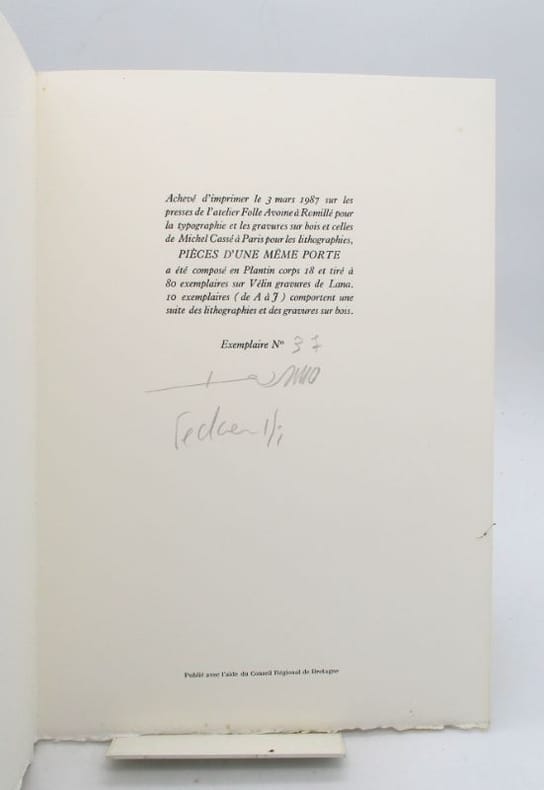 Achevé d'imprimer le 3 mars 1987 sur les
presses de l'atelier Folle Avoine à Romillé pour
la typographie et les gravures sur bois et celles
de Michel Cassé à Paris pour les lithographies,
PIÈCES D'UNE MÊME PORTE
a été composé en Plantin corps 18 et tiré à
80 exemplaires sur Vélin gravures de Lana.
10 exemplaires (de A à J) comportent une
suite des lithographies et des gravures sur bois.
Exemplaire N° 37
Publié avec l'aide du Conseil Régional de Bretagne